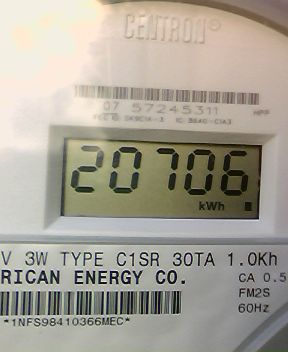 CENTRON®
07 57245311 HPP
20706
kWh
V 3W TYPE C1SR 30TA 1.0Kh
RICAN ENERGY CO.
CA 0.5
FM2S
60Hz
*1NFS98410366MEC*